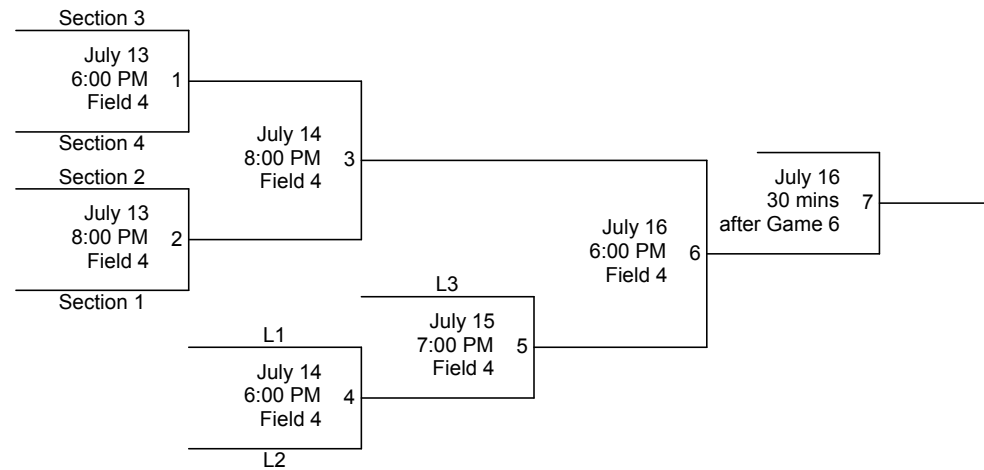 Section 3
July 13
6:00 PM
Field 4
1
Section 4
Section 2
July 13
8:00 PM
Field 4
2
Section 1
July 14
8:00 PM
Field 4
3
L1
July 14
6:00 PM
Field 4
4
L2
L3
July 15
7:00 PM
Field 4
5
July 16
6:00 PM
Field 4
6
July 16
30 mins
after Game 6
7